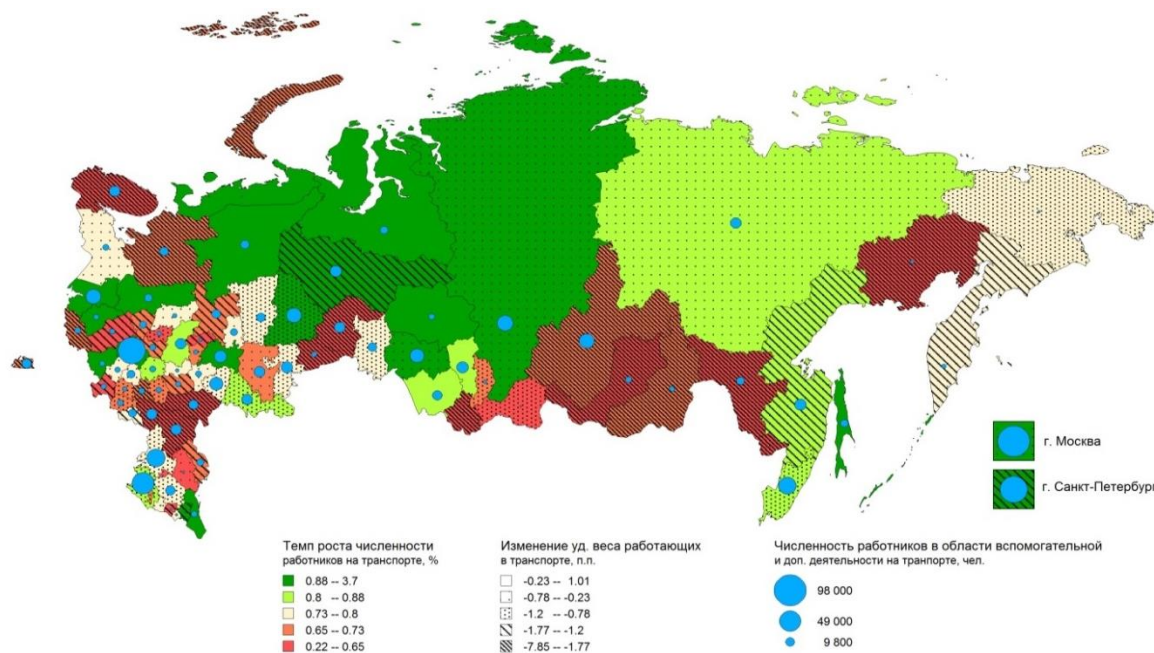 г. Москва
г. Санкт-Петербург
Темп роста численности
работников на транспорте, %
0.88 -- 3.7
0.8 -- 0.88
0.73 -- 0.8
0.65 -- 0.73
0.22 -- 0.65
Изменение уд. веса работающих
в транспорте, п.п.
-0.23 -- 1.01
-0.78 -- -0.23
-1.2 -- -0.78
-1.77 -- -1.2
-7.85 -- -1.77
Численность работников в области вспомогательной
и доп. деятельности на транпорте, чел.
98 000
49 000
9 800